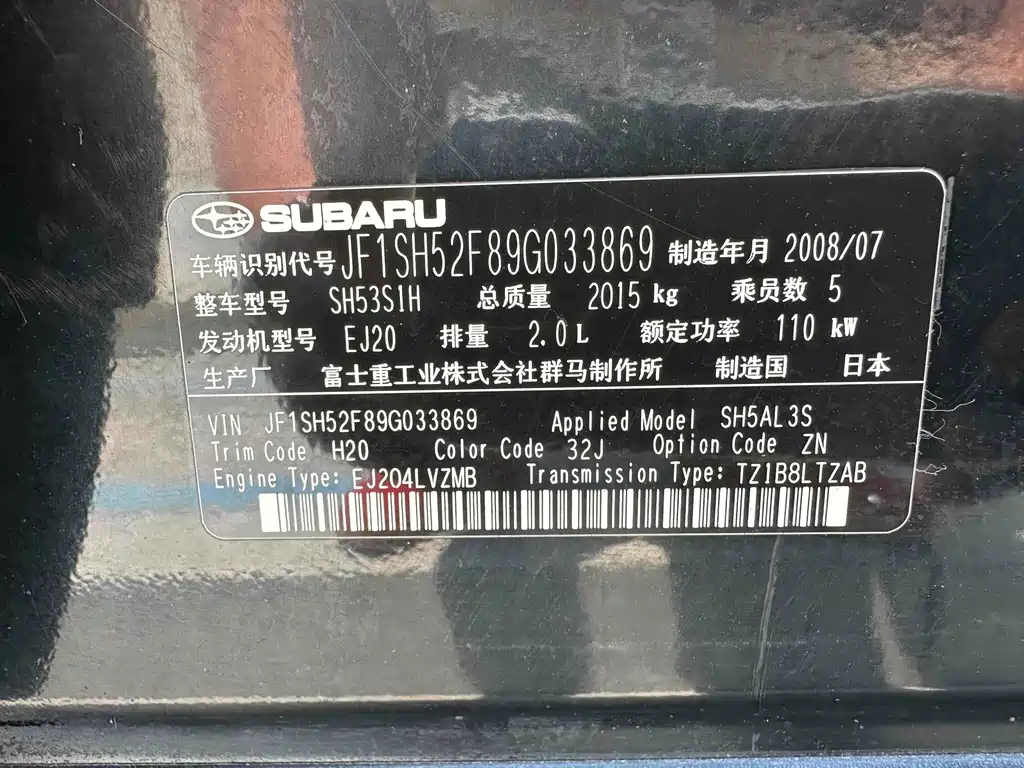 SUBARU
车辆识别代号 JF1SH52F89G033869 制造年月 2008/07
整车型号 SH53S1H 总质量 2015 kg 乘员数 5
发动机型号 EJ20 排量 2.0 L 额定功率 110 kW
生产厂 富士重工业株式会社群马制作所 制造国 日本
VIN JF1SH52F89G033869 Applied Model SH5AL3S
Trim Code H20 Color Code 32J Option Code ZN
Engine Type: EJ204LVZMB Transmission Type: TZ1B8LTZAB